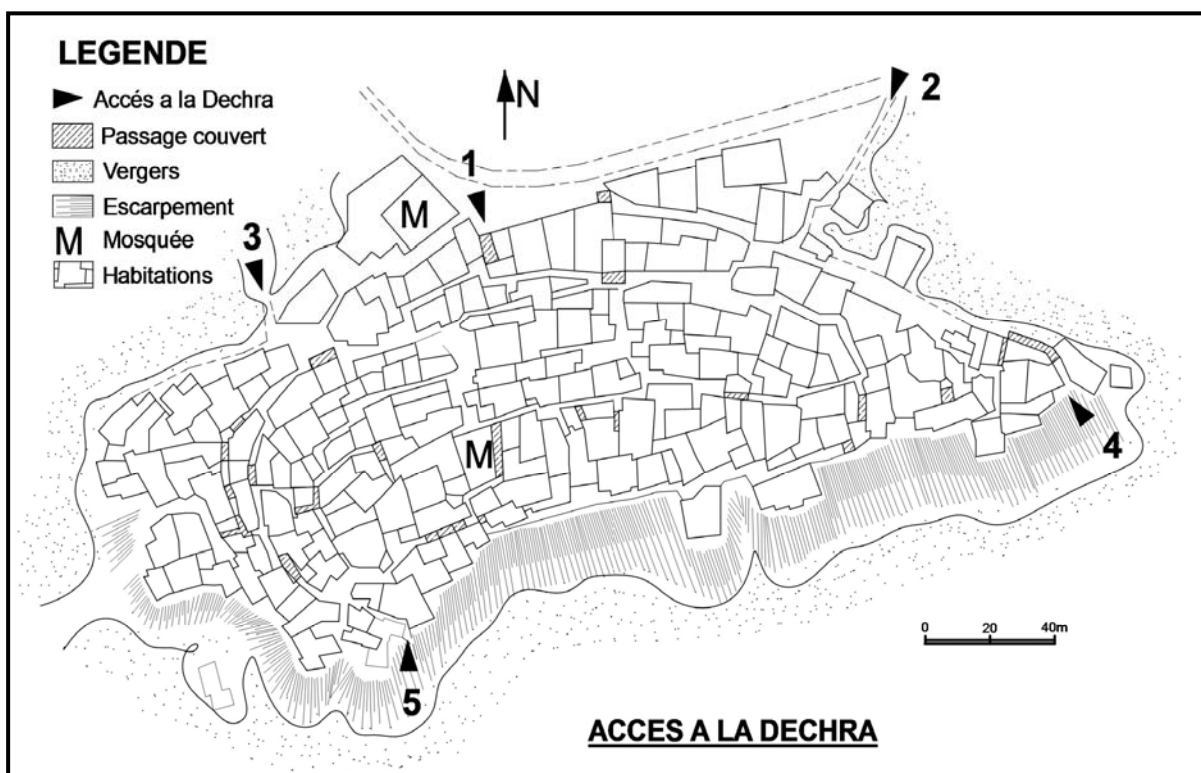 LEGENDE
Accés a la Dechra
Passage couvert
Vergers
Escarpement
M Mosquée
Habitations
N
1
2
3
M
M
4
5
0 20 40m
ACCES A LA DECHRA